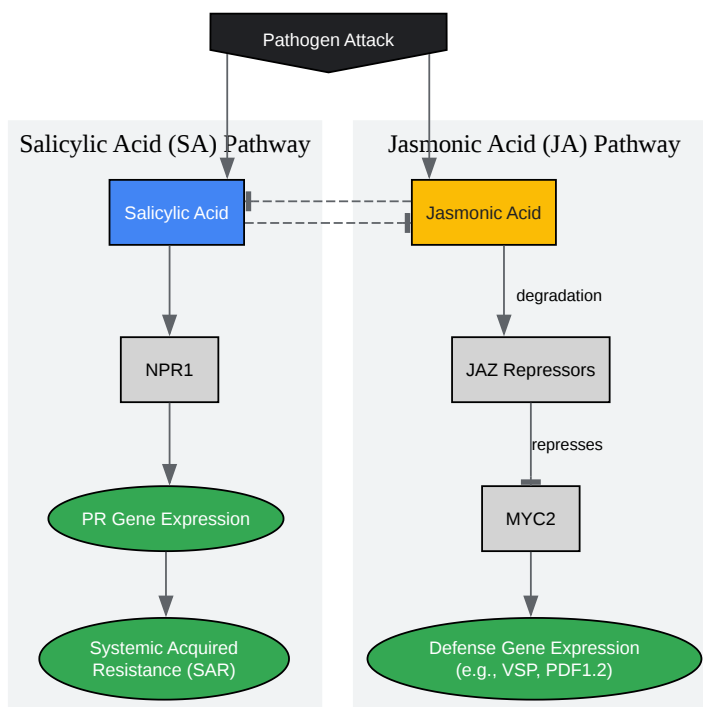 Pathogen Attack
Salicylic Acid (SA) Pathway
Jasmonic Acid (JA) Pathway
Salicylic Acid
Jasmonic Acid
degradation
NPR1
JAZ Repressors
represses
PR Gene Expression
MYC2
Systemic Acquired
Resistance (SAR)
Defense Gene Expression
(e.g., VSP, PDF1.2)